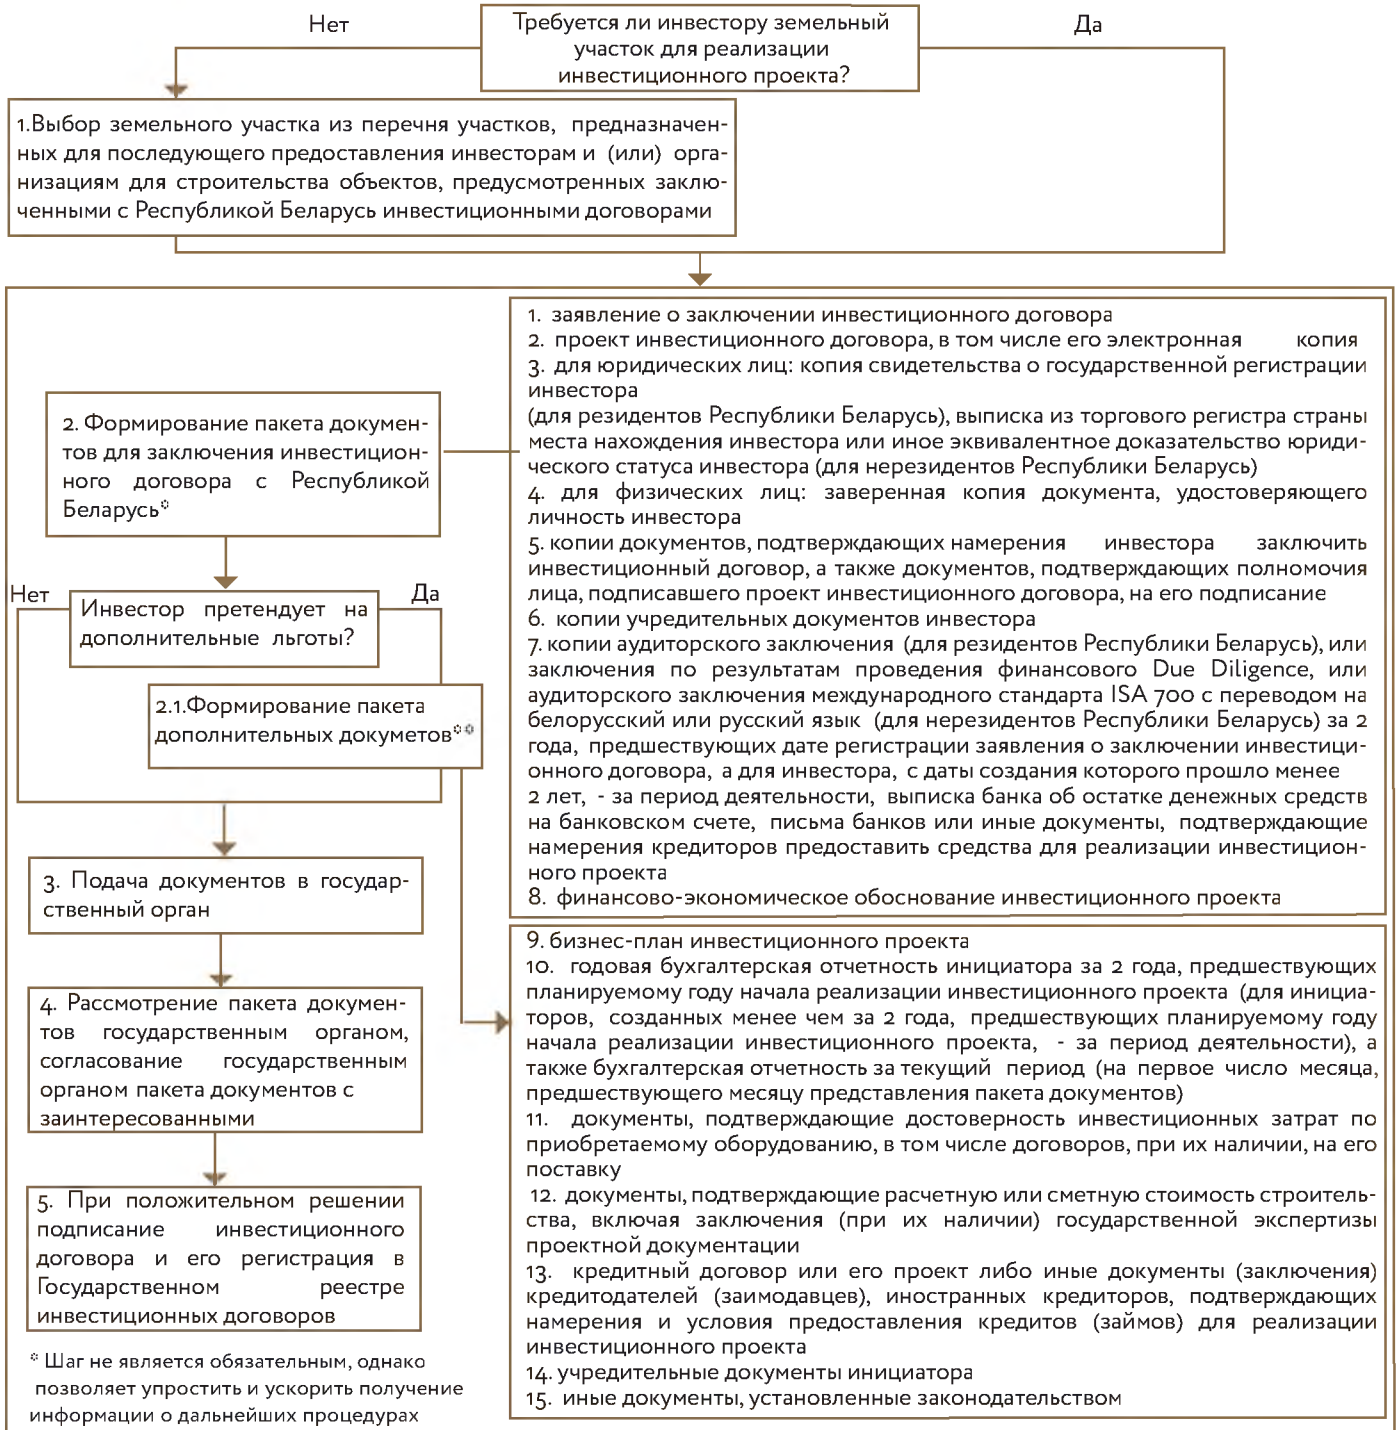 Нет
Требуется ли инвестору земельный
участок для реализации
инвестиционного проекта?
Да
1.Выбор земельного участка из перечня участков, предназначен-
ных для последующего предоставления инвесторам и (или) орга-
низациям для строительства объектов, предусмотренных заклю-
ченными с Республикой Беларусь инвестиционными договорами
2. Формирование пакета докумен-
тов для заключения инвестицион-
ного договора с Республикой
Беларусь*
Нет
Да
Инвестор претендует на
дополнительные льготы?
2.1.Формирование пакета
дополнительных докуметов**
3. Подача документов в государ-
ственный орган
4. Рассмотрение пакета докумен-
тов государственным органом,
согласование государственным
органом пакета документов с
заинтересованными
5. При положительном решении
подписание инвестиционного
договора и его регистрация в
Государственном реестре
инвестиционных договоров
* Шаг не является обязательным, однако
позволяет упростить и ускорить получение
информации о дальнейших процедурах
1. заявление о заключении инвестиционного договора
2. проект инвестиционного договора, в том числе его электронная копия
3. для юридических лиц: копия свидетельства о государственной регистрации
инвестора
(для резидентов Республики Беларусь), выписка из торгового регистра страны
места нахождения инвестора или иное эквивалентное доказательство юриди-
ческого статуса инвестора (для нерезидентов Республики Беларусь)
4. для физических лиц: заверенная копия документа, удостоверяющего
личность инвестора
5. копии документов, подтверждающих намерения инвестора заключить
инвестиционный договор, а также документов, подтверждающих полномочия
лица, подписавшего проект инвестиционного договора, на его подписание
6. копии учредительных документов инвестора
7. копии аудиторского заключения (для резидентов Республики Беларусь), или
заключения по результатам проведения финансового Due Diligence, или
аудиторского заключения международного стандарта ISA 700 с переводом на
белорусский или русский язык (для нерезидентов Республики Беларусь) за 2
года, предшествующих дате регистрации заявления о заключении инвестици-
онного договора, а для инвестора, с даты создания которого прошло менее
2 лет, - за период деятельности, выписка банка об остатке денежных средств
на банковском счете, письма банков или иные документы, подтверждающие
намерения кредиторов предоставить средства для реализации инвестицион-
ного проекта
8. финансово-экономическое обоснование инвестиционного проекта
9. бизнес-план инвестиционного проекта
10. годовая бухгалтерская отчетность инициатора за 2 года, предшествующих
планируемому году начала реализации инвестиционного проекта (для инициа-
торов, созданных менее чем за 2 года, предшествующих планируемому году
начала реализации инвестиционного проекта, - за период деятельности), а
также бухгалтерская отчетность за текущий период (на первое число месяца,
предшествующего месяцу представления пакета документов)
11. документы, подтверждающие достоверность инвестиционных затрат по
приобретаемому оборудованию, в том числе договоров, при их наличии, на его
поставку
12. документы, подтверждающие расчетную или сметную стоимость строитель-
ства, включая заключения (при их наличии) государственной экспертизы
проектной документации
13. кредитный договор или его проект либо иные документы (заключения)
кредитодателей (заимодавцев), иностранных кредиторов, подтверждающих
намерения и условия предоставления кредитов (займов) для реализации
инвестиционного проекта
14. учредительные документы инициатора
15. иные документы, установленные законодательством